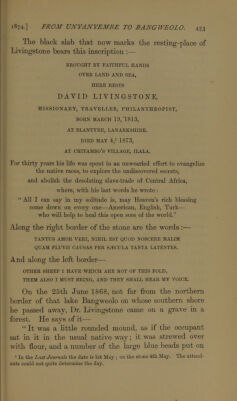 1874.] FROM UNYANYEMBE TO BANGWEOLO. 423
The black slab that now marks the resting-place of
Livingstone bears this inscription :—
BROUGHT BY FAITHFUL HANDS
OVER LAND AND SEA,
HERE RESTS
DAVID LIVINGSTONE,
MISSIONARY, TRAVELLER, PHILANTHROPIST,
BORN MARCH 19, 1813,
AT BLANTYRE, LANARKSHIRE.
DIED MAY 4,¹ 1873,
AT CHITAMBO'S VILLAGE, ILALA.
For thirty years his life was spent in an unwearied effort to evangelize
the native races, to explore the undiscovered secrets,
and abolish the desolating slave-trade of Central Africa,
where, with his last words he wrote :
"All I can say in my solitude is, may Heaven's rich blessing
come down on every one—American, English, Turk—
who will help to heal this open sore of the world."
Along the right border of the stone are the words :—
TANTUS AMOR VERI, NIHIL EST QUOD NOSCERE MALIM
QUAM FLUVII CAUSAS PER SÆCULA TANTA LATENTES.
And along the left border—
OTHER SHEEP I HAVE WHICH ARE NOT OF THIS FOLD,
THEM ALSO I MUST BRING, AND THEY SHALL HEAR MY VOICE.
On the 25th June 1868, not far from the northern
border of that lake Bangweolo on whose southern shore
he passed away, Dr. Livingstone came on a grave in a
forest. He says of it—
"It was a little rounded mound, as if the occupant
sat in it in the usual native way; it was strewed over
with flour, and a number of the large blue beads put on
¹ In the Last Journals the date is 1st May; on the stone 4th May. The attend-
ants could not quite determine the day.